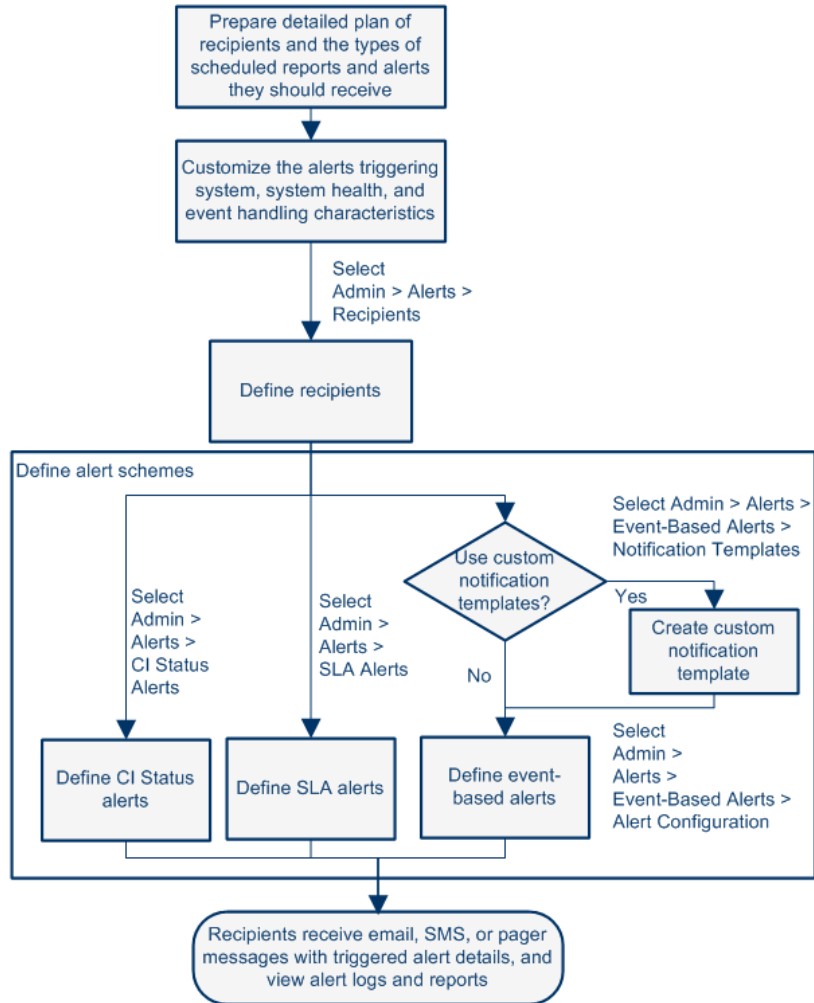 Prepare detailed plan of
recipients and the types of
scheduled reports and alerts
they should receive
Customize the alerts triggering
system, system health, and
event handling characteristics
Select
Admin > Alerts >
Recipients
Define recipients
Define alert schemes
Select Admin > Alerts >
Event-Based Alerts >
Notification Templates
Use custom
notification
templates?
Yes
Create custom
notification
template
No
Select
Admin >
Alerts >
CI Status
Alerts
Select
Admin >
Alerts >
SLA Alerts
Select
Admin >
Alerts >
Event-Based Alerts >
Alert Configuration
Define CI Status
alerts
Define SLA alerts
Define event-
based alerts
Recipients receive email, SMS, or pager
messages with triggered alert details, and
view alert logs and reports